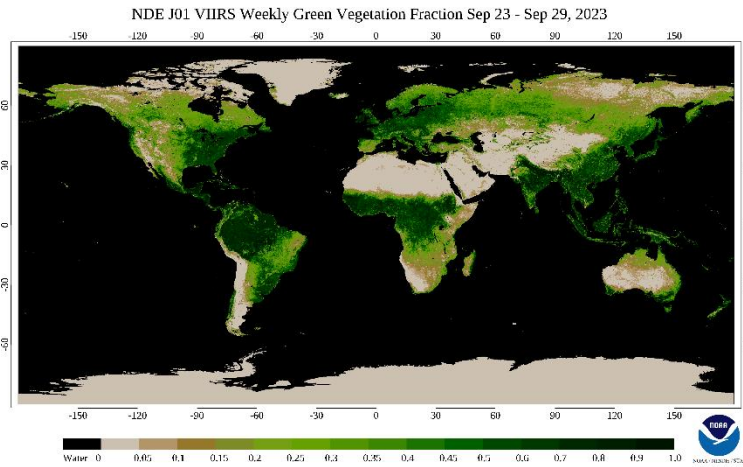 NDE J01 VIIRS Weekly Green Vegetation Fraction Sep 23 - Sep 29, 2023
-150 -120 -90 -60 -30 0 30 60 90 120 150
60
30
0
-30
-60
-150 -120 -90 -60 -30 0 30 60 90 120 150
NOAA
Water 0 0.05 0.1 0.15 0.2 0.25 0.3 0.35 0.4 0.45 0.5 0.6 0.7 0.8 0.9 1.0